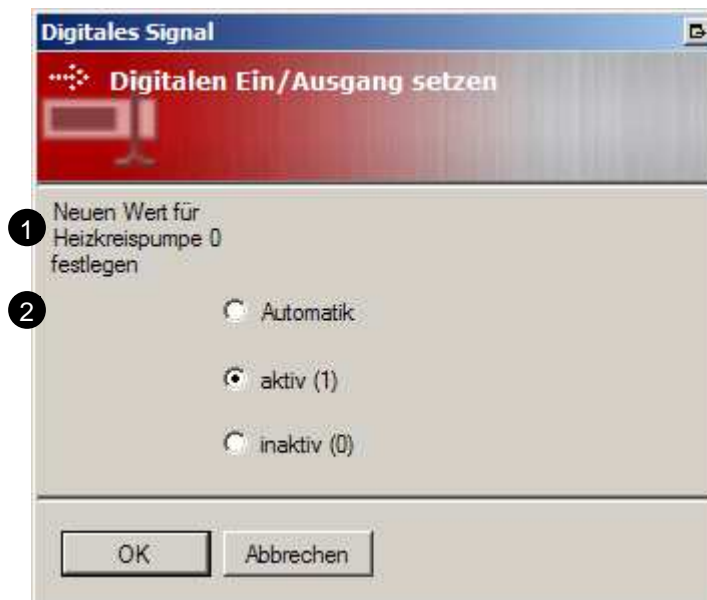 Digitales Signal
Digitalen Ein/Ausgang setzen
1
Neuen Wert für
Heizkreispumpe 0
festlegen
2
Automatik
aktiv (1)
inaktiv (0)
OK
Abbrechen